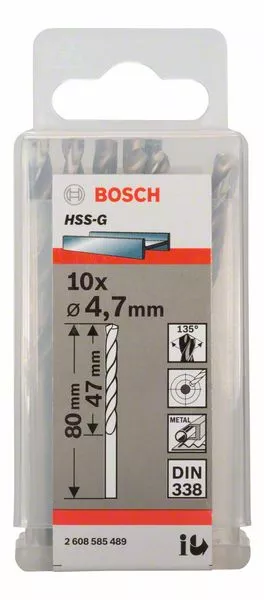 BOSCH
HSS-G
10x
ø 4,7mm
135°
47 mm
80 mm
METAL
DIN
338
2 608 585 489